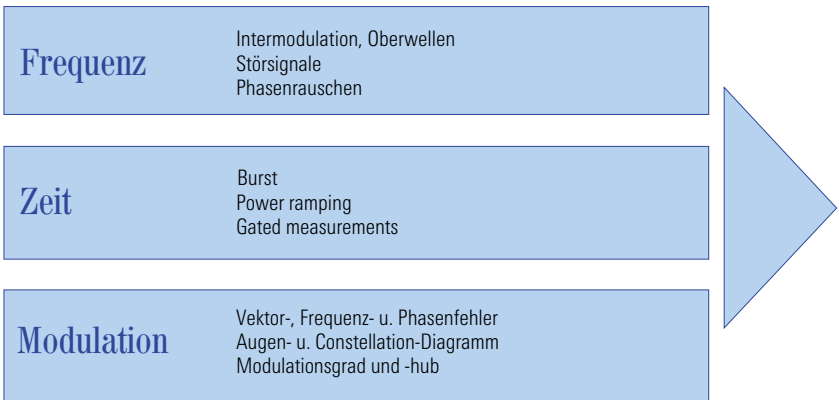 Frequenz
Intermodulation, Oberwellen
Störsignale
Phasenrauschen
Zeit
Burst
Power ramping
Gated measurements
Modulation
Vektor-, Frequenz- u. Phasenfehler
Augen- u. Constellation-Diagramm
Modulationsgrad und -hub